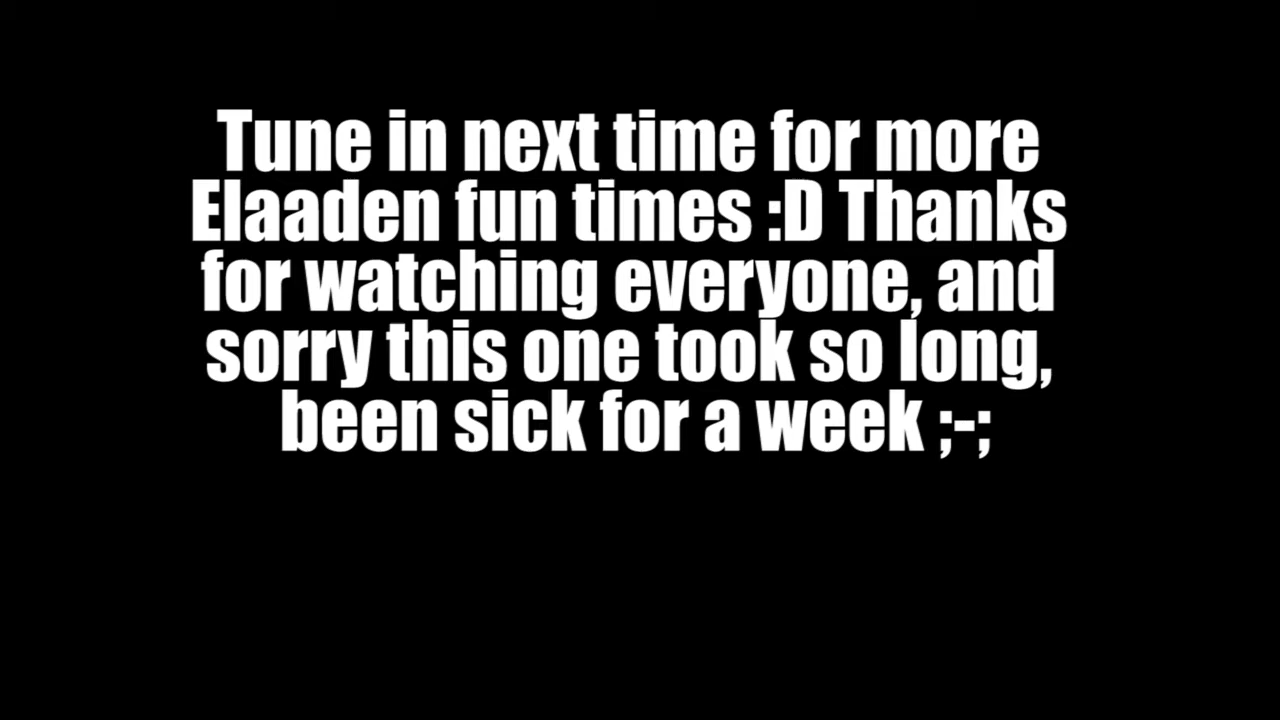 Tune in next time for more
Elaaden fun times :D Thanks
for watching everyone, and
sorry this one took so long,
been sick for a week ;-;